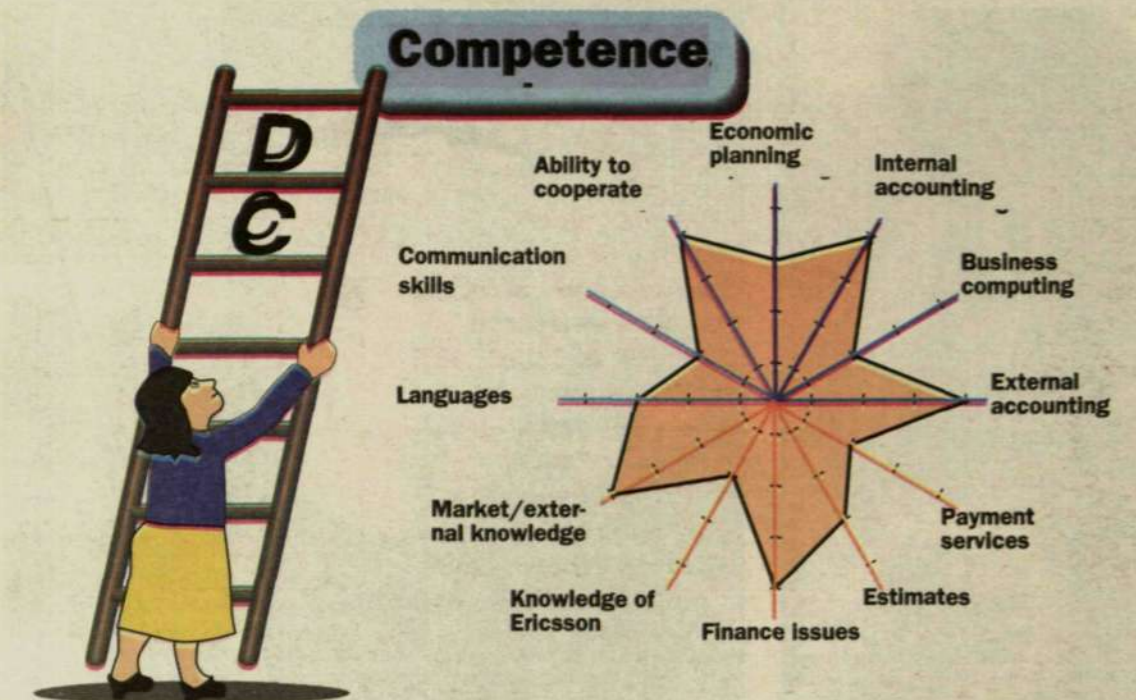 Competence
D
C
Economic
planning
Ability to
cooperate
Internal
accounting
Communication
skills
Business
computing
Languages
External
accounting
Market/exter-
nal knowledge
Payment
services
Knowledge of
Ericsson
Estimates
Finance issues